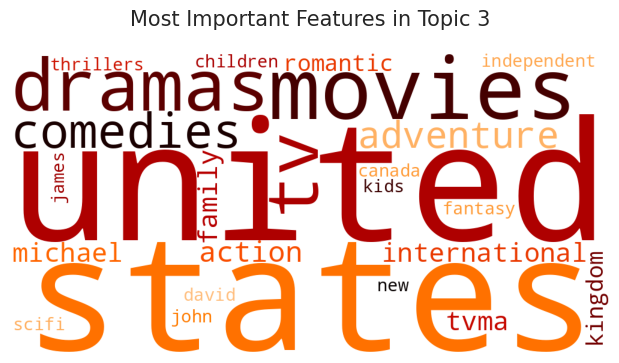 Most Important Features in Topic 3
thrillers children romantic independent
dramas movies
comedies adventure
united tv
james family canada
kids
fantasy
michael action international
states
new kingdom
david
scifi john tvma